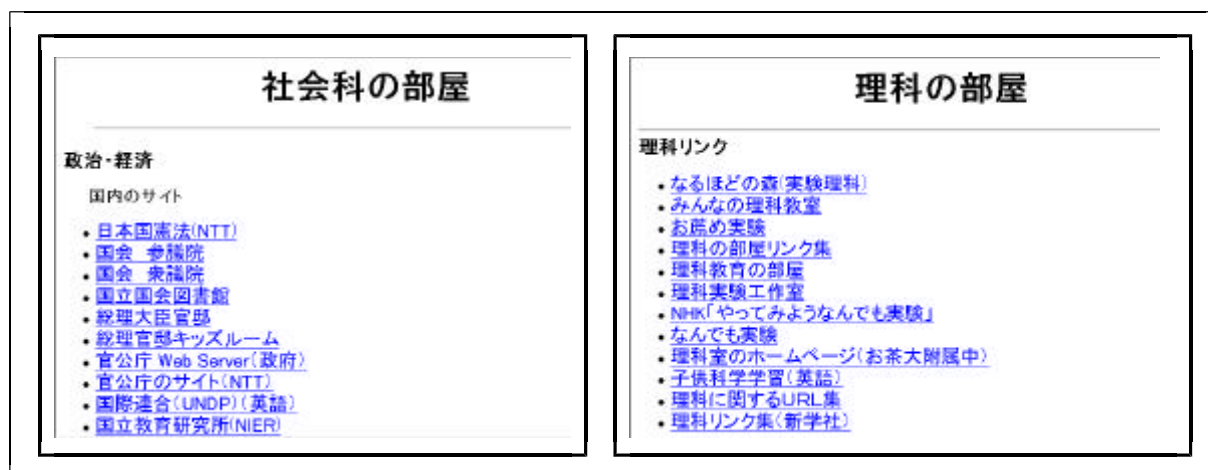 社会科の部屋
政治・経済
国内のサイト
・日本国憲法(NTT)
・国会 参議院
・国会 衆議院
・国立国会図書館
・総理大臣官邸
・総理官邸キッズルーム
・官公庁 Web Server(政府)
・官公庁のサイト(NTT)
・国際連合(UNDP)(英語)
・国立教育研究所(NIER)
理科の部屋
理科リンク
・なるほどの森(実験理科)
・みんなの理科教室
・お薦め実験
・理科の部屋リンク集
・理科教育の部屋
・理科実験工作室
・NHK「やってみようなんでも実験」
・なんでも実験
・理科室のホームページ(お茶大附属中)
・子供科学学習(英語)
・理科に関するURL集
・理科リンク集(新学社)